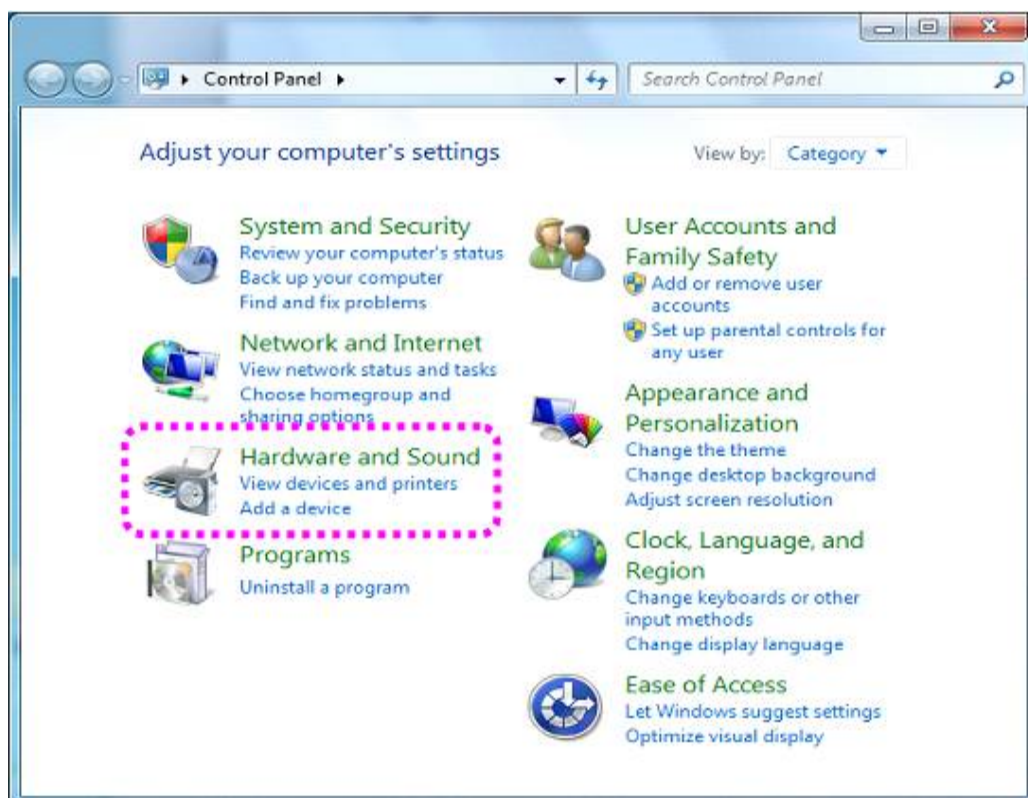 Control Panel
Search Control Panel
Adjust your computer's settings
View by: Category
System and Security
Review your computer's status
Back up your computer
Find and fix problems
Network and Internet
View network status and tasks
Choose homegroup and
sharing options
Hardware and Sound
View devices and printers
Add a device
Programs
Uninstall a program
User Accounts and
Family Safety
Add or remove user
accounts
Set up parental controls for
any user
Appearance and
Personalization
Change the theme
Change desktop background
Adjust screen resolution
Clock, Language, and
Region
Change keyboards or other
input methods
Change display language
Ease of Access
Let Windows suggest settings
Optimize visual display